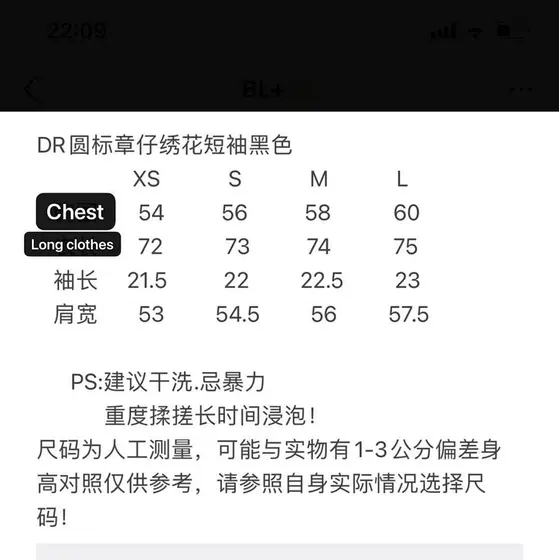 22:09
BL+
DR圆标章仔绣花短袖黑色
XS S M L
Chest 54 56 58 60
Long clothes 72 73 74 75
袖长 21.5 22 22.5 23
肩宽 53 54.5 56 57.5
PS:建议干洗.忌暴力
重度揉搓长时间浸泡！
尺码为人工测量，可能与实物有1-3公分偏差身
高对照仅供参考，请参照自身实际情况选择尺
码！